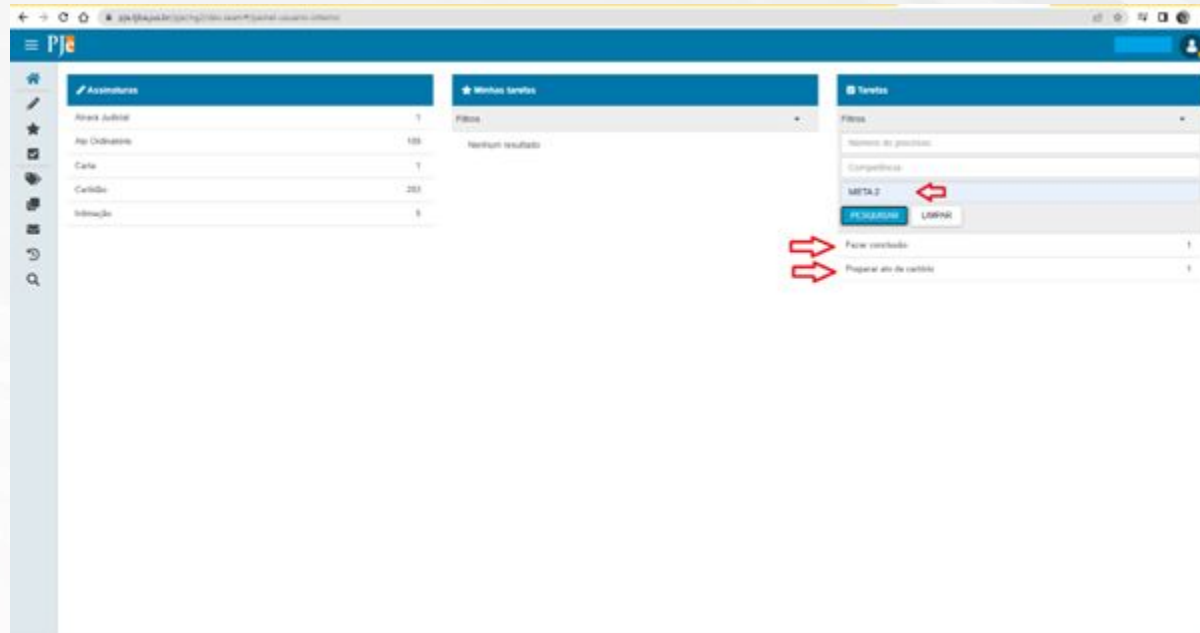 PJe
Assinaturas
Alvará Judicial 1
Ato Ordinatório
Carta 1
Certidão 203
Intimação 5
Minhas tarefas
Filtros
Nenhum resultado
Tarefas
Filtros
Número do processo
Competência
META 2
PESQUISAR LIMPAR
Fazer conclusão 1
Preparar ato de cartório 1